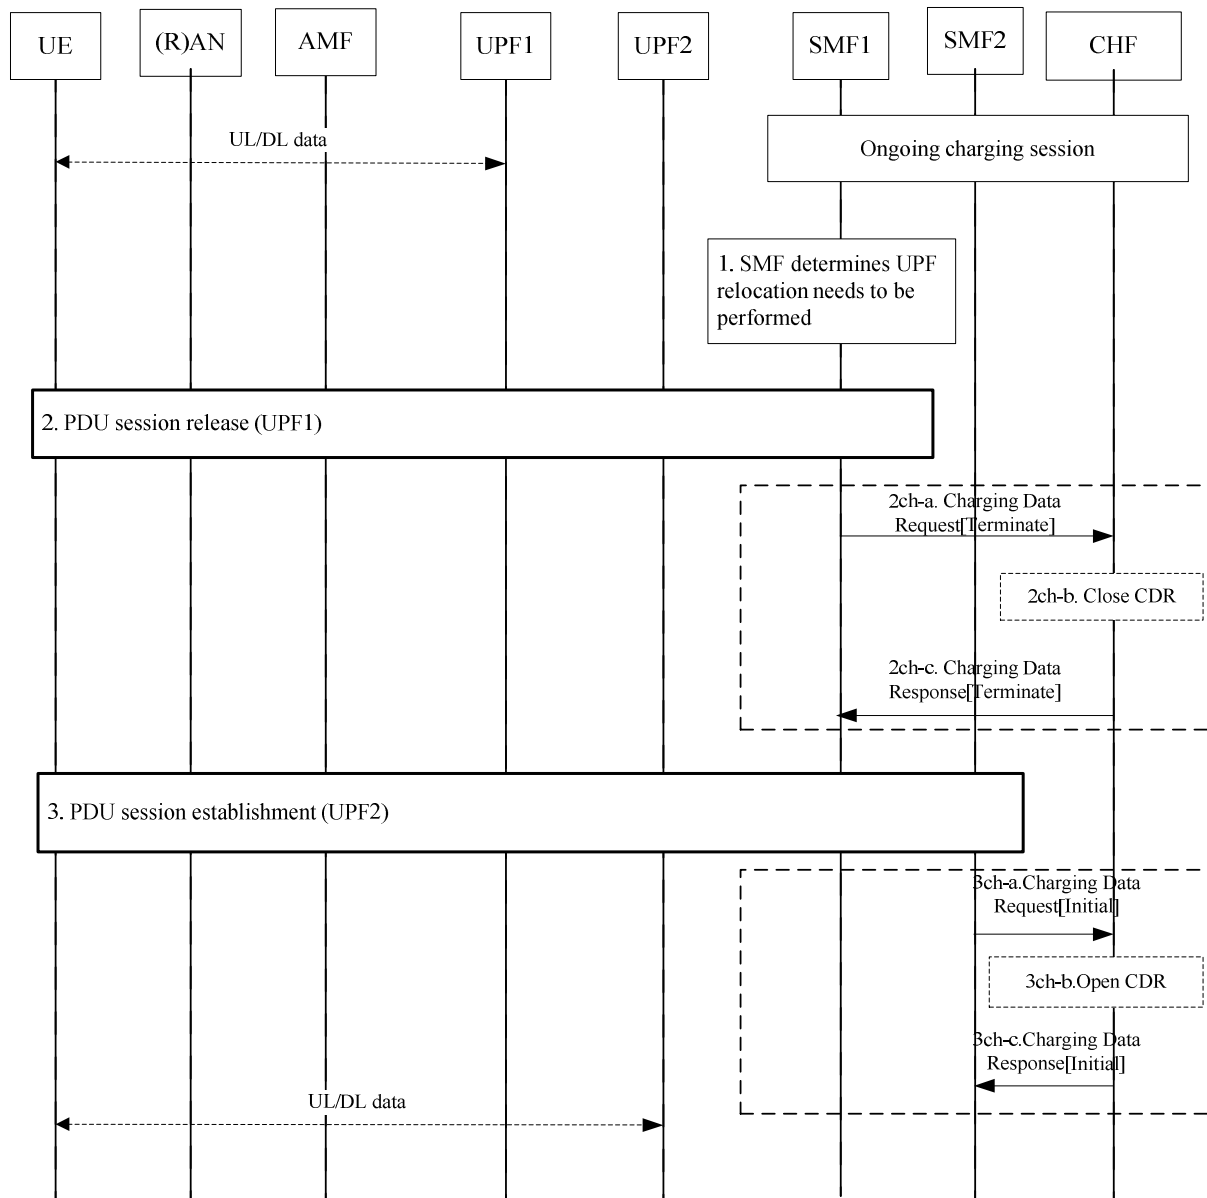 UE
(R)AN
AMF
UPF1
UPF2
SMF1
SMF2
CHF
UL/DL data
Ongoing charging session
1. SMF determines UPF
relocation needs to be
performed
2. PDU session release (UPF1)
2ch-a. Charging Data
Request[Terminate]
2ch-b. Close CDR
2ch-c. Charging Data
Response[Terminate]
3. PDU session establishment (UPF2)
3ch-a.Charging Data
Request[Initial]
3ch-b.Open CDR
3ch-c.Charging Data
Response[Initial]
UL/DL data